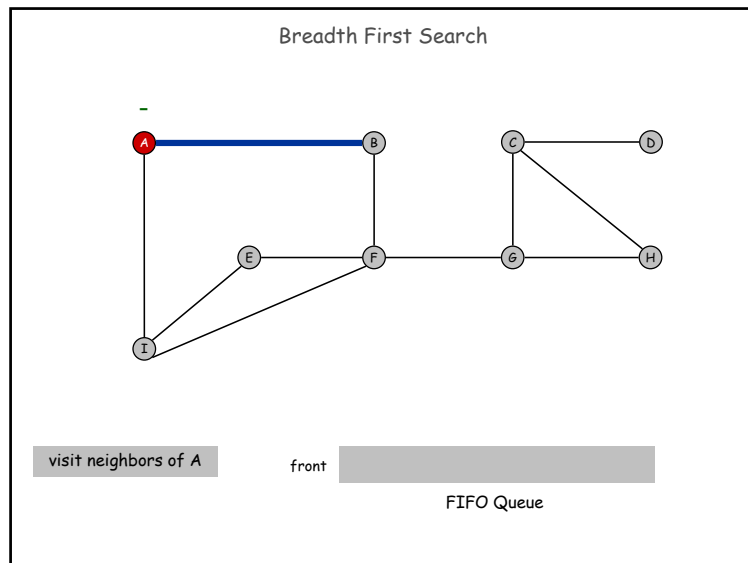 Breadth First Search
-
A
B
C
D
E
F
G
H
I
visit neighbors of A
front
FIFO Queue